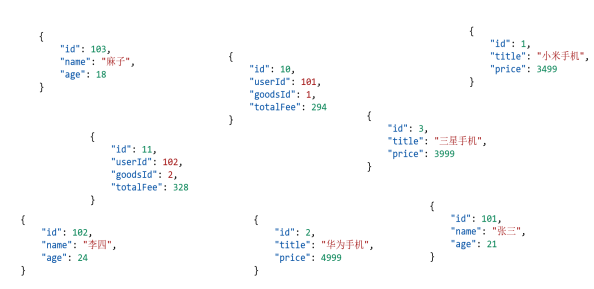 {
"id": 103,
"name": "麻子",
"age": 18
}
{
"id": 10,
"userId": 101,
"goodsId": 1,
"totalFee": 294
}
{
"id": 1,
"title": "小米手机",
"price": 3499
}
{
"id": 3,
"title": "三星手机",
"price": 3999
}
{
"id": 11,
"userId": 102,
"goodsId": 2,
"totalFee": 328
}
{
"id": 102,
"name": "李四",
"age": 24
}
{
"id": 2,
"title": "华为手机",
"price": 4999
}
{
"id": 101,
"name": "张三",
"age": 21
}